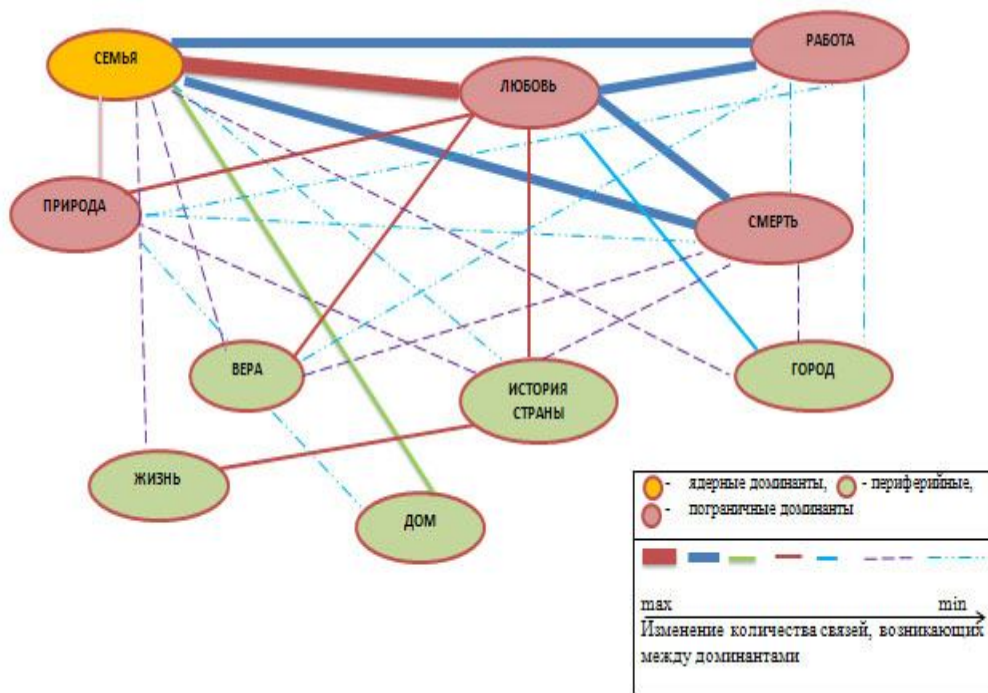 РАБОТА
СЕМЬЯ
ЛЮБОВЬ
ПРИРОДА
СМЕРТЬ
ВЕРА
ГОРОД
ИСТОРИЯ
СТРАНЫ
ЖИЗНЬ
ДОМ
- ядерные доминанты, - периферийные,
- пограничные доминанты
max min
Изменение количества связей, возникающих
между доминантами